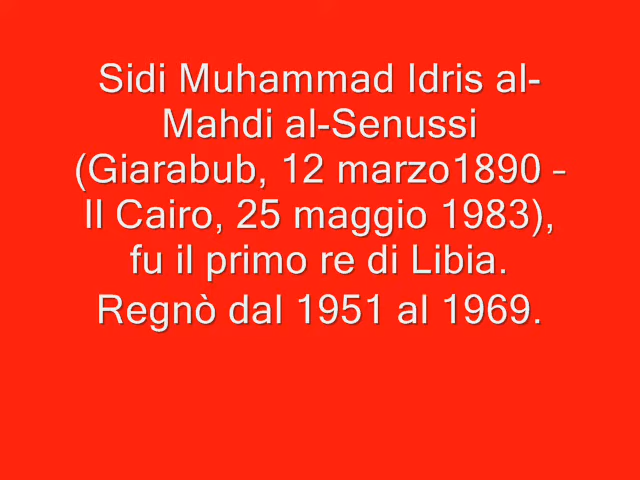 Sidi Muhammad Idris al-
Mahdi al-Senussi
(Giarabub, 12 marzo1890 –
Il Cairo, 25 maggio 1983),
fu il primo re di Libia.
Regnò dal 1951 al 1969.